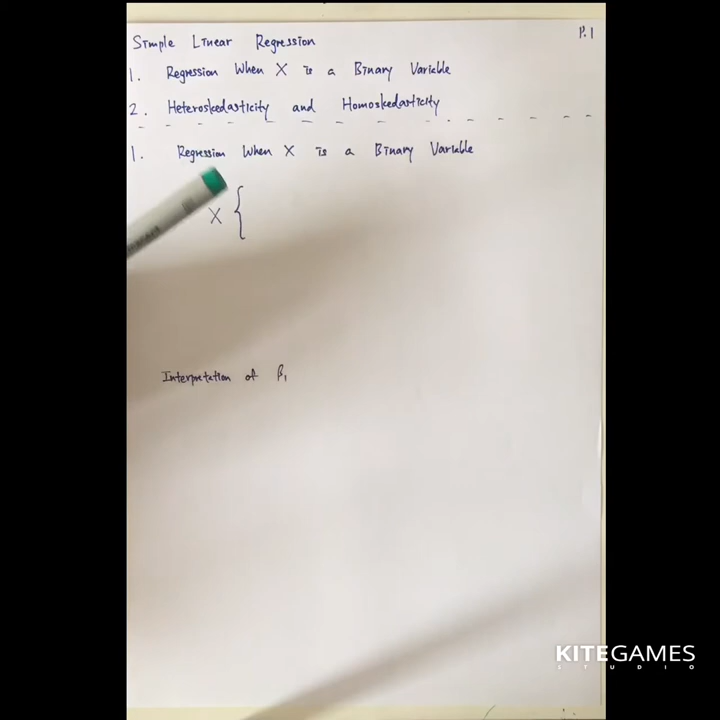 P.1
Simple Linear Regression
1. Regression When X is a Binary Variable
2. Heteroskedasticity and Homoskedasticity
1. Regression When X is a Binary Variable
X {
Interpretation of β₁
KITEGAMES
STUDIO